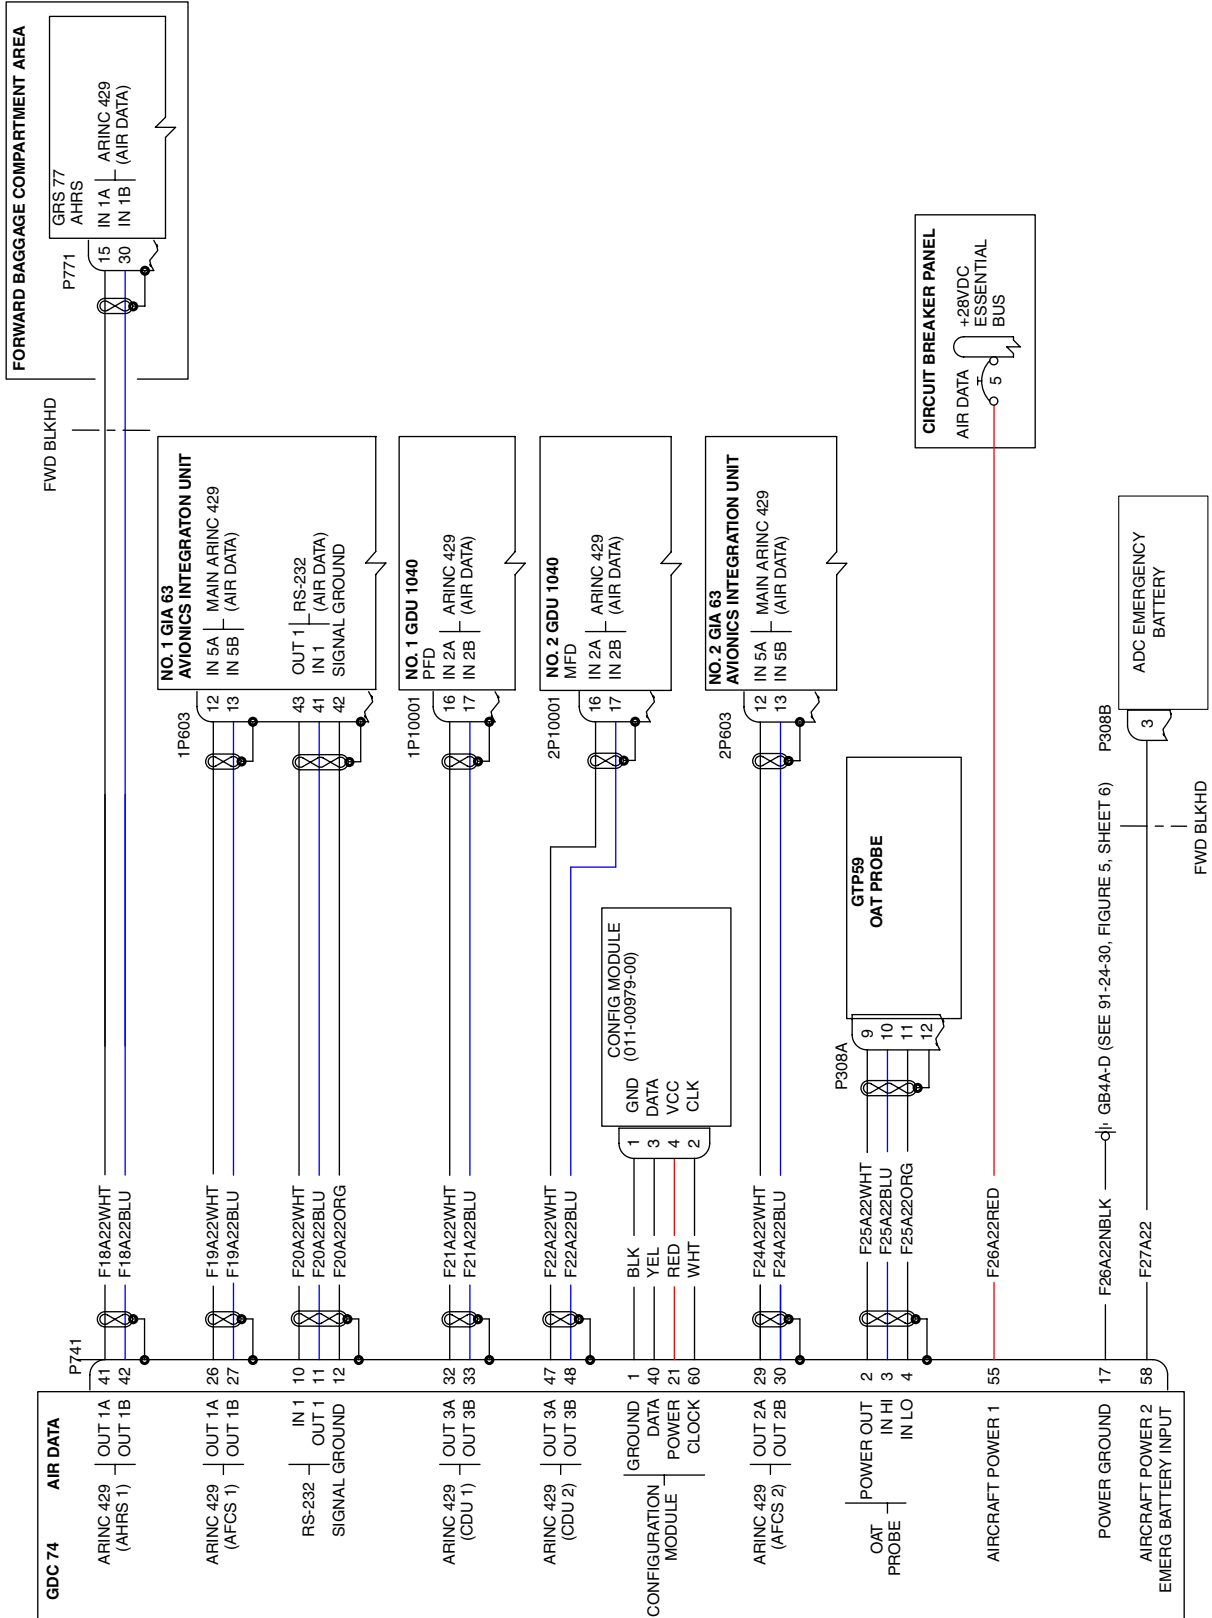 GDC 74 AIR DATA
P741
ARINC 429
(AHRS 1)
OUT 1A 41
OUT 1B 42
F18A22WHT
F18A22BLU
FWD BLKHD
FORWARD BAGGAGE COMPARTMENT AREA
P771
15
30
GRS 77
AHRS
IN 1A
IN 1B
ARINC 429
(AIR DATA)
ARINC 429
(AFCS 1)
OUT 1A 26
OUT 1B 27
F19A22WHT
F19A22BLU
RS-232
IN 1 10
OUT 1 11
SIGNAL GROUND 12
F20A22WHT
F20A22BLU
F20A22ORG
1P603
12
13
43
41
42
NO. 1 GIA 63
AVIONICS INTEGRATON UNIT
IN 5A
IN 5B
MAIN ARINC 429
(AIR DATA)
OUT 1
IN 1
RS-232
(AIR DATA)
SIGNAL GROUND
ARINC 429
(CDU 1)
OUT 3A 32
OUT 3B 33
F21A22WHT
F21A22BLU
1P10001
16
17
NO. 1 GDU 1040
PFD
IN 2A
IN 2B
ARINC 429
(AIR DATA)
ARINC 429
(CDU 2)
OUT 3A 47
OUT 3B 48
F22A22WHT
F22A22BLU
2P10001
16
17
NO. 2 GDU 1040
MFD
IN 2A
IN 2B
ARINC 429
(AIR DATA)
CONFIGURATION
MODULE
GROUND 1
DATA 40
POWER 21
CLOCK 60
BLK
YEL
RED
WHT
1 GND
3 DATA
4 VCC
2 CLK
CONFIG MODULE
(011-00979-00)
ARINC 429
(AFCS 2)
OUT 2A 29
OUT 2B 30
F24A22WHT
F24A22BLU
2P603
12
13
NO. 2 GIA 63
AVIONICS INTEGRATION UNIT
IN 5A
IN 5B
MAIN ARINC 429
(AIR DATA)
OAT
PROBE
POWER OUT 2
IN HI 3
IN LO 4
F25A22WHT
F25A22BLU
F25A22ORG
P308A
9
10
11
12
GTP59
OAT PROBE
AIRCRAFT POWER 1 55
F26A22RED
CIRCUIT BREAKER PANEL
AIR DATA
5
+28VDC
ESSENTIAL
BUS
POWER GROUND 17
F26A22NBLK
GB4A-D (SEE 91-24-30, FIGURE 5, SHEET 6)
AIRCRAFT POWER 2
EMERG BATTERY INPUT
58
F27A22
FWD BLKHD
P308B
3
ADC EMERGENCY
BATTERY